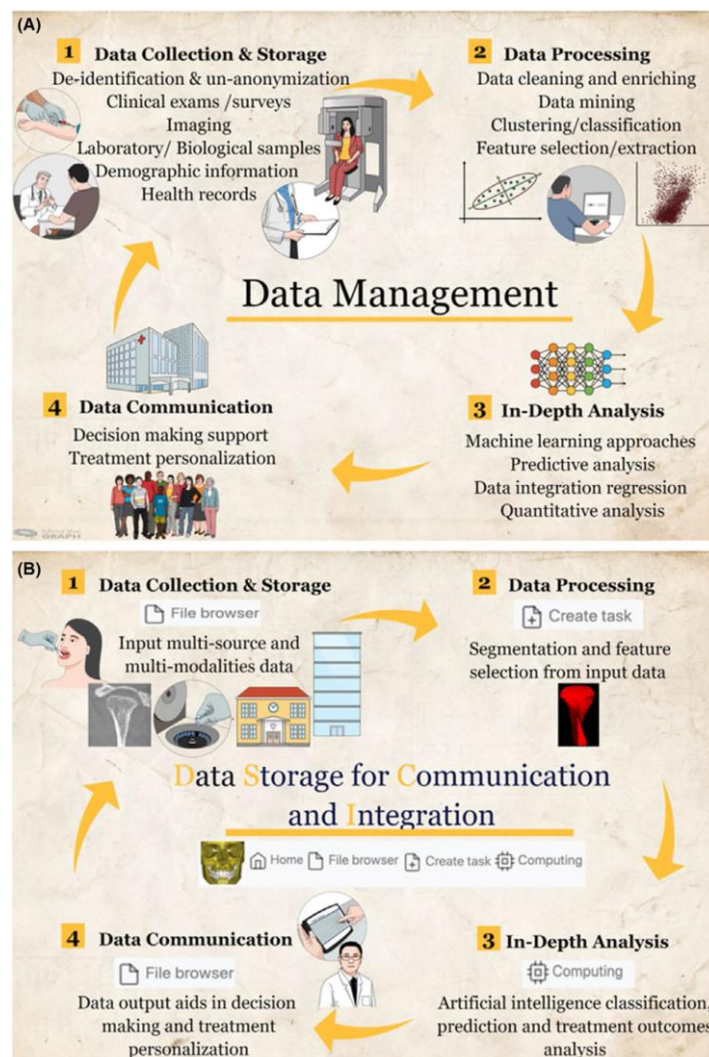 (A)
1 Data Collection & Storage
De-identification & un-anonymization
Clinical exams /surveys
Imaging
Laboratory/ Biological samples
Demographic information
Health records
2 Data Processing
Data cleaning and enriching
Data mining
Clustering/classification
Feature selection/extraction
Data Management
4 Data Communication
Decision making support
Treatment personalization
3 In-Depth Analysis
Machine learning approaches
Predictive analysis
Data integration regression
Quantitative analysis
GRAPH
(B)
1 Data Collection & Storage
File browser
Input multi-source and
multi-modalities data
2 Data Processing
Create task
Segmentation and feature
selection from input data
Data Storage for Communication
and Integration
Home File browser Create task Computing
4 Data Communication
File browser
Data output aids in decision
making and treatment
personalization
3 In-Depth Analysis
Computing
Artificial intelligence classification,
prediction and treatment outcomes
analysis